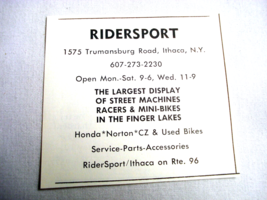 RIDERSPORT
1575 Trumansburg Road, Ithaca, N.Y.
607-273-2230
Open Mon.-Sat. 9-6, Wed. 11-9
THE LARGEST DISPLAY
OF STREET MACHINES
RACERS & MINI-BIKES
IN THE FINGER LAKES
Honda*Norton*CZ & Used Bikes
Service-Parts-Accessories
RiderSport/Ithaca on Rte. 96